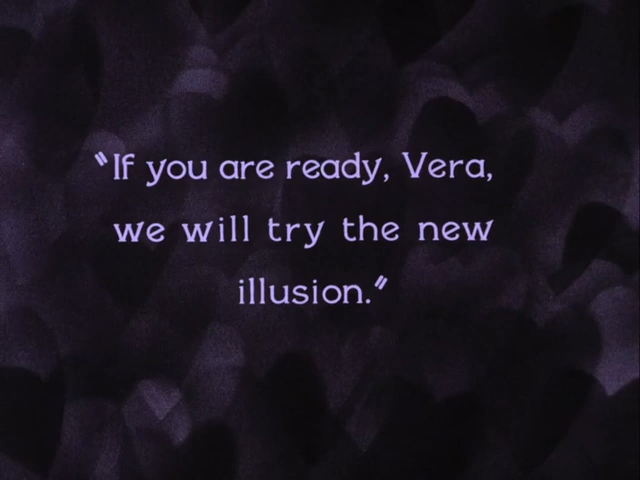 "If you are ready, Vera,
we will try the new
illusion."